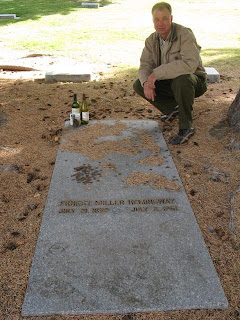 ERNEST MILLER HEMINGWAY
JULY 21, 1899 JULY 2, 1961